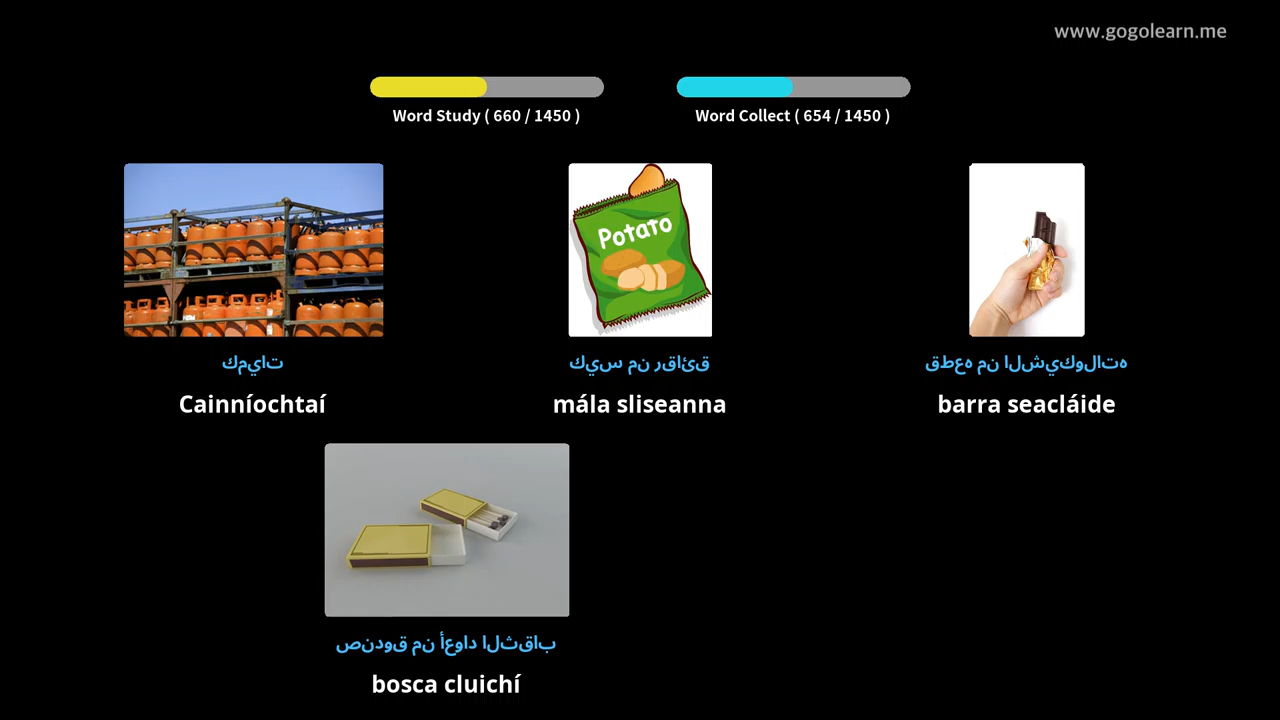 www.gogolearn.me
Word Study ( 660 / 1450 )
Word Collect ( 654 / 1450 )
Potato
كميات
كيس من رقائق
قطعه من الشيكولاته
Cainníochtaí
mála sliseanna
barra seacláide
صندوق من أعواد الثقاب
bosca cluichí